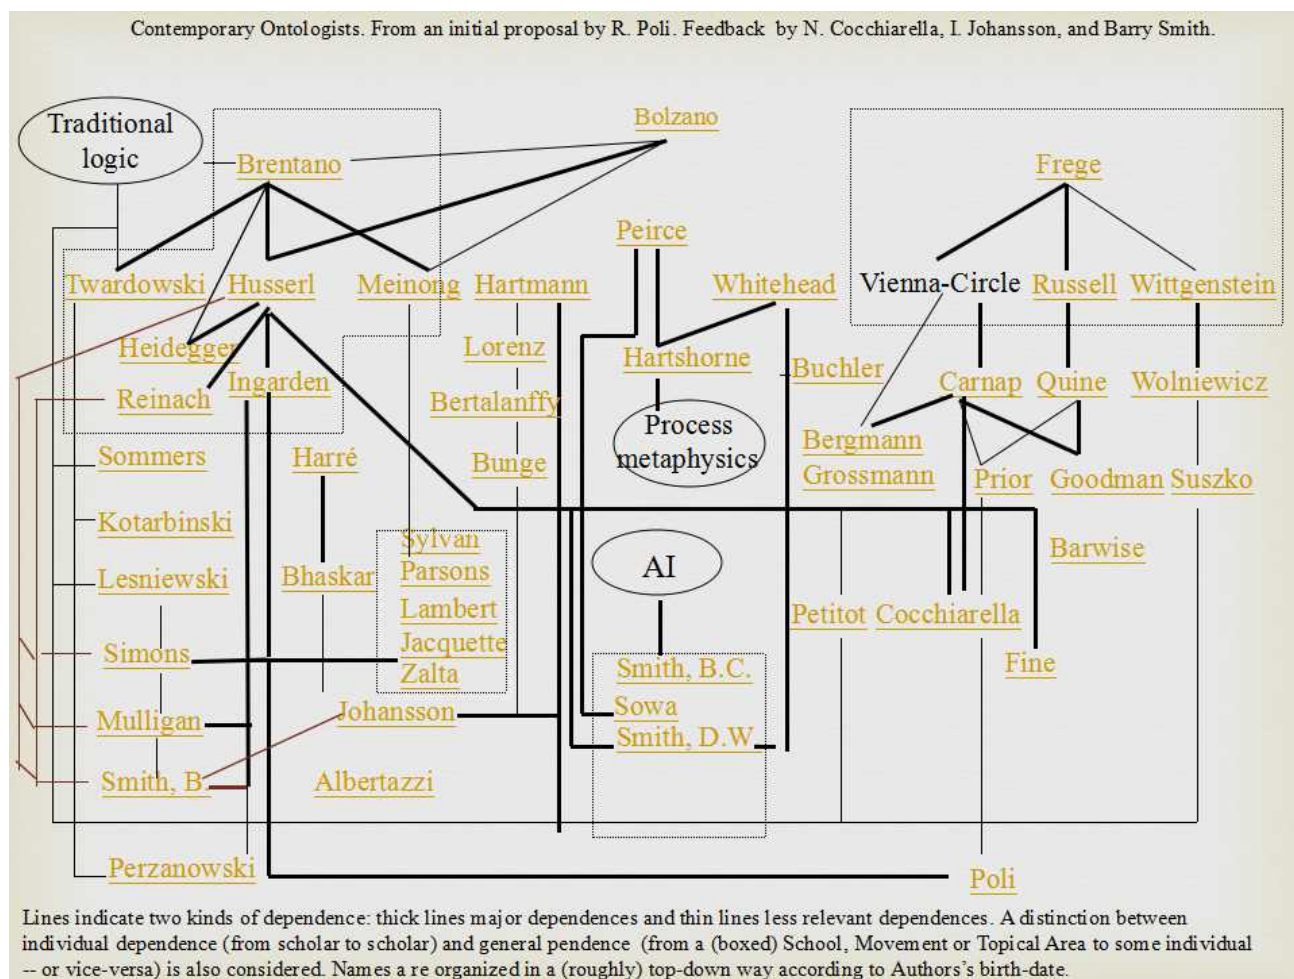 Contemporary Ontologists. From an initial proposal by R. Poli. Feedback by N. Cocchiarella, I. Johansson, and Barry Smith.
Traditional
logic
Bolzano
Brentano
Frege
Peirce
Twardowski Husserl Meinong Hartmann Whitehead Vienna-Circle Russell Wittgenstein
Heidegger Lorenz Hartshorne Buchler
Reinach Ingarden Bertalanffy Carnap Quine Wolniewicz
Process
metaphysics
Bergmann
Sommers Harré Bunge Grossmann Prior Goodman Suszko
Kotarbinski
Sylvan Barwise
Lesniewski Bhaskar Parsons AI
Lambert Petitot Cocchiarella
Simons Jacquette Fine
Zalta Smith, B.C.
Mulligan Johansson Sowa
Smith, D.W.
Smith, B. Albertazzi
Perzanowski Poli
Lines indicate two kinds of dependence: thick lines major dependences and thin lines less relevant dependences. A distinction between
individual dependence (from scholar to scholar) and general pendence (from a (boxed) School, Movement or Topical Area to some individual
-- or vice-versa) is also considered. Names a re organized in a (roughly) top-down way according to Authors's birth-date.